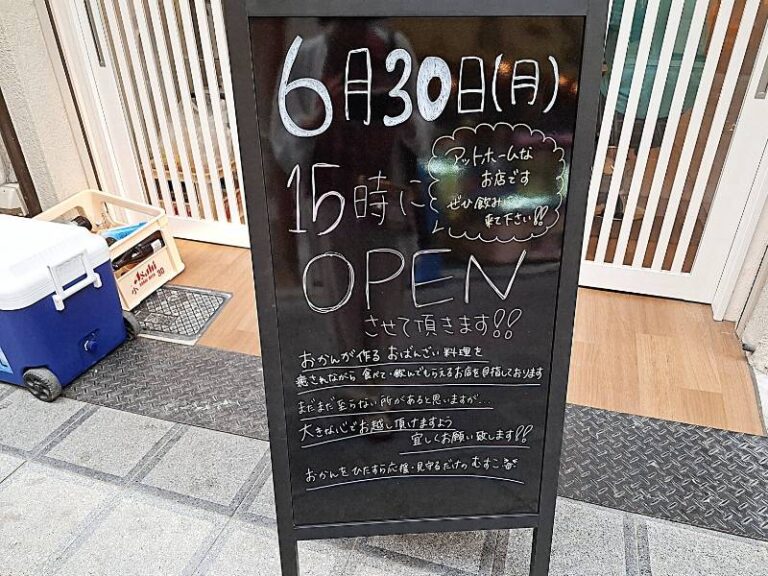 6月30日(月)
15時に
アットホームな
お店です
ぜひ飲みに
来て下さい!!
OPEN
させて頂きます!!
おかんが作る おばんざい料理を
癒されながら 食べて・飲んでもらえるお店を目指しております
まだまだ至らない所があると思いますが...
大きな心でお越し頂けますよう
宜しくお願い致します!!
おかんをひたすら応援・見守るだけの むすこ
Asahi
小